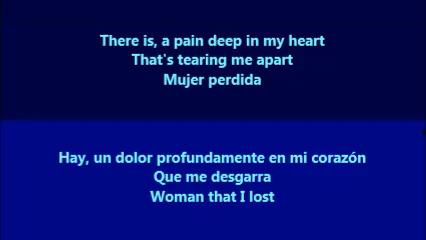 There is, a pain deep in my heart
That's tearing me apart
Mujer perdida
Hay, un dolor profundamente en mi corazón
Que me desgarra
Woman that I lost